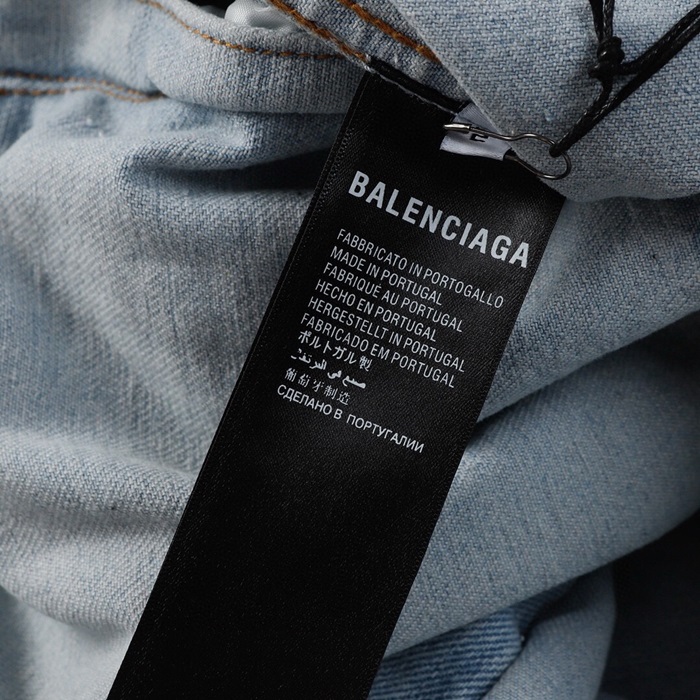 BALENCIAGA
FABBRICATO IN PORTOGALLO
MADE IN PORTUGAL
FABRIQUÉ AU PORTUGAL
HECHO EN PORTUGAL
HERGESTELLT IN PORTUGAL
FABRICADO EM PORTUGAL
ポルトガル製
صنع في
葡萄牙制造
СДЕЛАНО В ПОРТУГАЛИИ